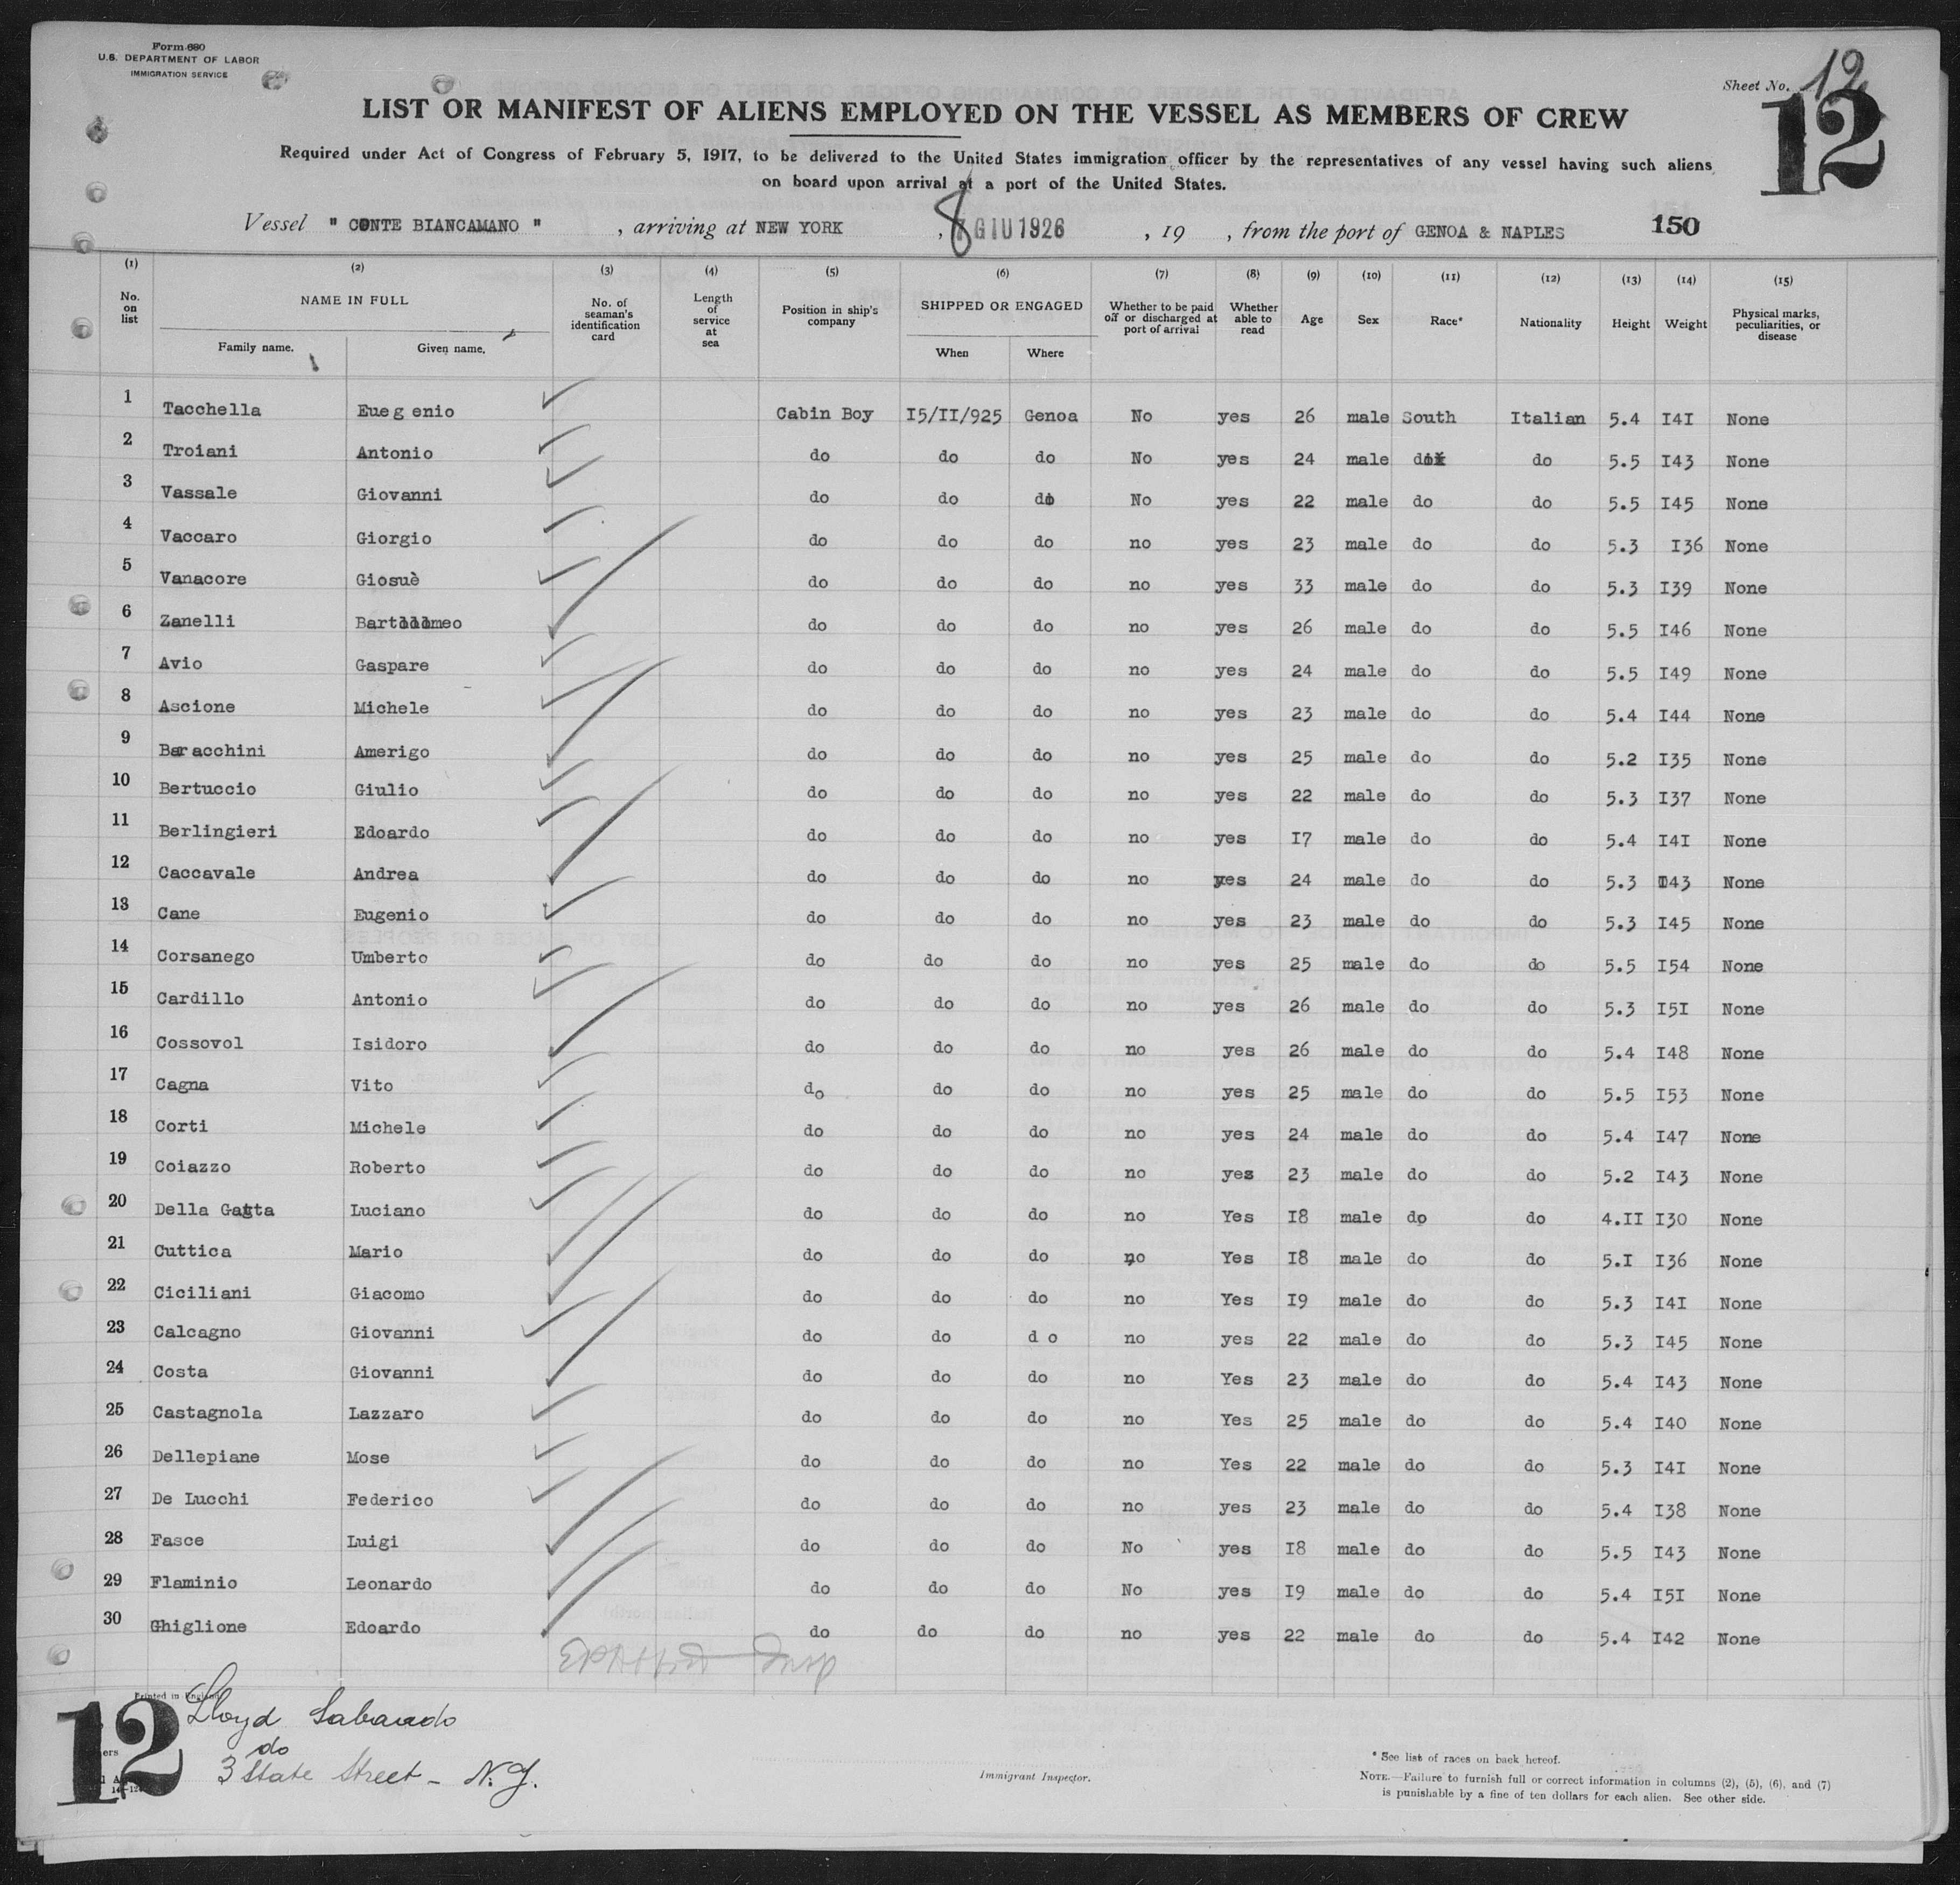 Form 680
U.S. DEPARTMENT OF LABOR
IMMIGRATION SERVICE
Sheet No. 12
12
LIST OR MANIFEST OF ALIENS EMPLOYED ON THE VESSEL AS MEMBERS OF CREW
Required under Act of Congress of February 5, 1917, to be delivered to the United States immigration officer by the representatives of any vessel having such aliens
on board upon arrival at a port of the United States.
Vessel " CONTE BIANCAMANO " , arriving at NEW YORK , 8 GIU 1926 , 19 , from the port of GENOA & NAPLES 150
(1) (2) (3) (4) (5) (6) (7) (8) (9) (10) (11) (12) (13) (14) (15)
No. on list NAME IN FULL Family name. Given name. No. of seaman's identification card Length of service at sea Position in ship's company SHIPPED OR ENGAGED When Where Whether to be paid off or discharged at port of arrival Whether able to read Age Sex Race* Nationality Height Weight Physical marks, peculiarities, or disease
1 Tacchella Eueg enio Cabin Boy I5/II/925 Genoa No yes 26 male South Italian 5.4 I4I None
2 Troiani Antonio do do do No yes 24 male do do 5.5 I43 None
3 Vassale Giovanni do do do No yes 22 male do do 5.5 I45 None
4 Vaccaro Giorgio do do do no yes 23 male do do 5.3 I36 None
5 Vanacore Giosuè do do do no yes 33 male do do 5.3 I39 None
6 Zanelli Bartolomeo do do do no yes 26 male do do 5.5 I46 None
7 Avio Gaspare do do do no yes 24 male do do 5.5 I49 None
8 Ascione Michele do do do no yes 23 male do do 5.4 I44 None
9 Baracchini Amerigo do do do no yes 25 male do do 5.2 I35 None
10 Bertuccio Giulio do do do no yes 22 male do do 5.3 I37 None
11 Berlingieri Edoardo do do do no yes I7 male do do 5.4 I4I None
12 Caccavale Andrea do do do no yes 24 male do do 5.3 I43 None
13 Cane Eugenio do do do no yes 23 male do do 5.3 I45 None
14 Corsanego Umberto do do do no yes 25 male do do 5.5 I54 None
15 Cardillo Antonio do do do no yes 26 male do do 5.3 I5I None
16 Cossovol Isidoro do do do no yes 26 male do do 5.4 I48 None
17 Cagna Vito do do do no yes 25 male do do 5.5 I53 None
18 Corti Michele do do do no yes 24 male do do 5.4 I47 None
19 Coiazzo Roberto do do do no yes 23 male do do 5.2 I43 None
20 Della Gatta Luciano do do do no Yes I8 male do do 4.II I30 None
21 Cuttica Mario do do do no Yes I8 male do do 5.I I36 None
22 Ciciliani Giacomo do do do no Yes I9 male do do 5.3 I4I None
23 Calcagno Giovanni do do d o no yes 22 male do do 5.3 I45 None
24 Costa Giovanni do do do no Yes 23 male do do 5.4 I43 None
25 Castagnola Lazzaro do do do no Yes 25 male do do 5.4 I40 None
26 Dellepiane Mose do do do no Yes 22 male do do 5.3 I4I None
27 De Lucchi Federico do do do no yes 23 male do do 5.4 I38 None
28 Fasce Luigi do do do No yes I8 male do do 5.5 I43 None
29 Flaminio Leonardo do do do No yes I9 male do do 5.4 I5I None
30 Ghiglione Edoardo do do do no yes 22 male do do 5.4 I42 None
Printed in England
12
Lloyd Sabaudo
do
3 State Street - N.Y.
Immigrant Inspector.
* See list of races on back hereof.
NOTE.—Failure to furnish full or correct information in columns (2), (5), (6), and (7)
is punishable by a fine of ten dollars for each alien. See other side.